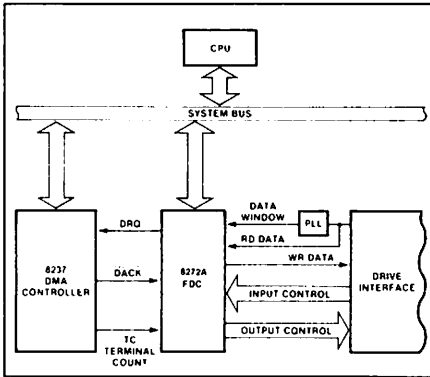 CPU
SYSTEM BUS
DATA
WINDOW
PLL
DRQ
RD DATA
WR DATA
8237
DMA
CONTROLLER
DACK
8272A
FDC
DRIVE
INTERFACE
INPUT CONTROL
TC
TERMINAL
COUNT
OUTPUT CONTROL